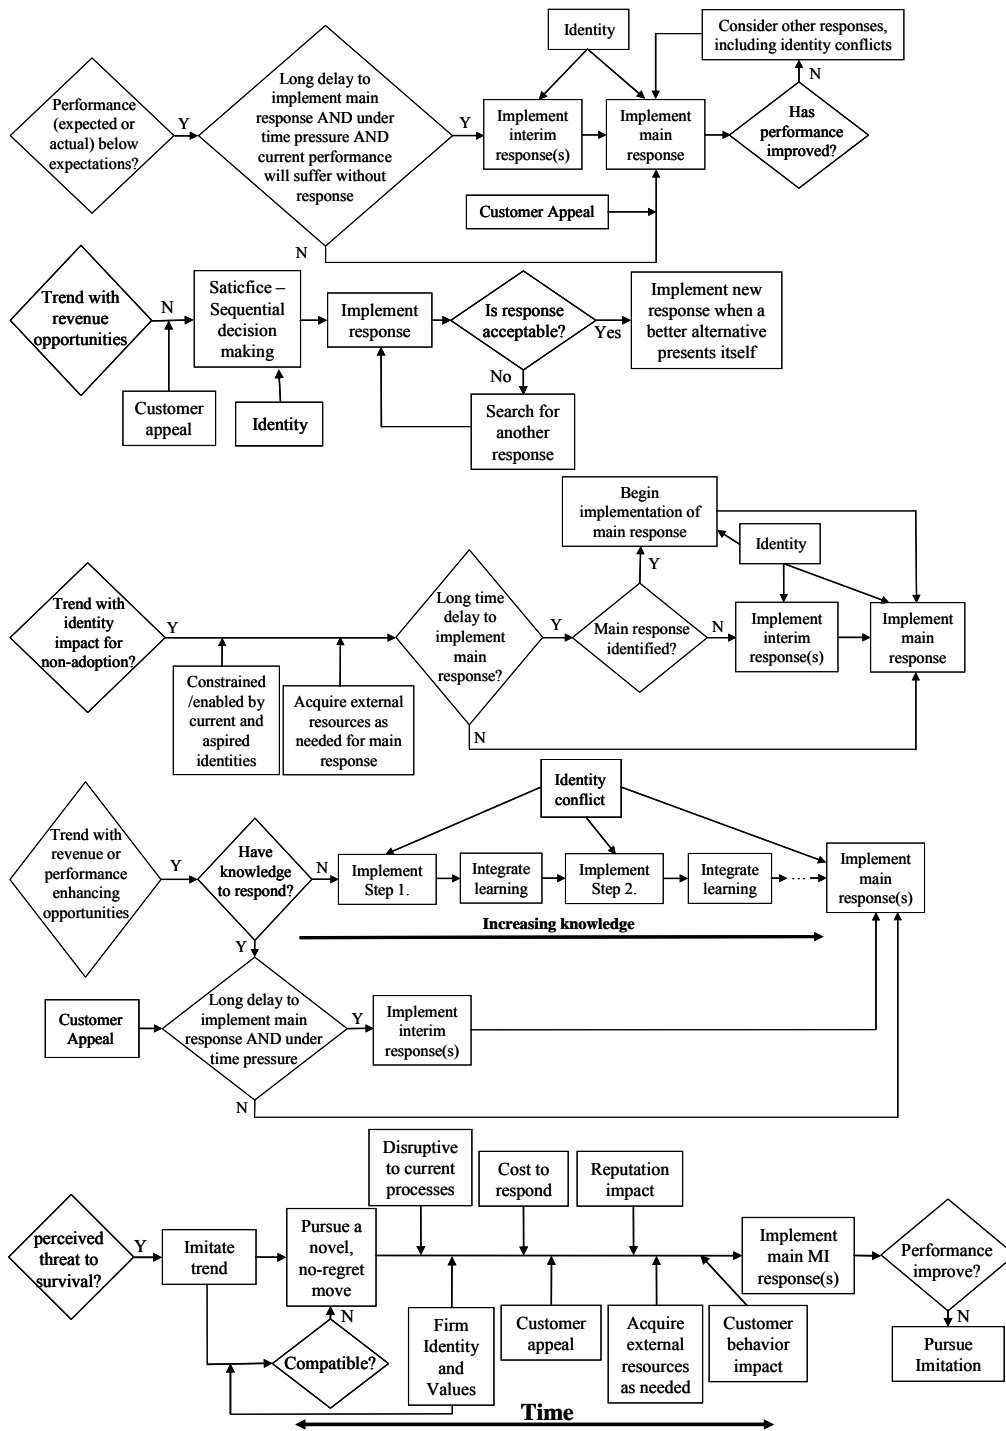 Performance
(expected or
actual) below
expectations?
Y
Long delay to
implement main
response AND under
time pressure AND
current performance
will suffer without
response
Y
N
Identity
Implement
interim
response(s)
Implement
main
response
Customer Appeal
Consider other responses,
including identity conflicts
N
Has
performance
improved?
Trend with
revenue
opportunities
N
Customer
appeal
Saticfice –
Sequential
decision
making
Identity
Implement
response
Is response
acceptable?
Yes
No
Search for
another
response
Implement new
response when a
better alternative
presents itself
Trend with
identity
impact for
non-adoption?
Y
Constrained
/enabled by
current and
aspired
identities
Acquire external
resources as
needed for main
response
Long time
delay to
implement
main
response?
Y
N
Main response
identified?
Y
N
Begin
implementation of
main response
Identity
Implement
interim
response(s)
Implement
main
response
Trend with
revenue or
performance
enhancing
opportunities
Y
Have
knowledge
to respond?
N
Y
Identity
conflict
Implement
Step 1.
Integrate
learning
Implement
Step 2.
Integrate
learning
...
Implement
main
response(s)
Increasing knowledge
Customer
Appeal
Long delay to
implement main
response AND under
time pressure
Y
N
Implement
interim
response(s)
perceived
threat to
survival?
Y
Imitate
trend
Pursue a
novel,
no-regret
move
N
Compatible?
Disruptive
to current
processes
Cost to
respond
Reputation
impact
Firm
Identity
and
Values
Customer
appeal
Acquire
external
resources
as needed
Customer
behavior
impact
Implement
main MI
response(s)
Performance
improve?
N
Pursue
Imitation
Time